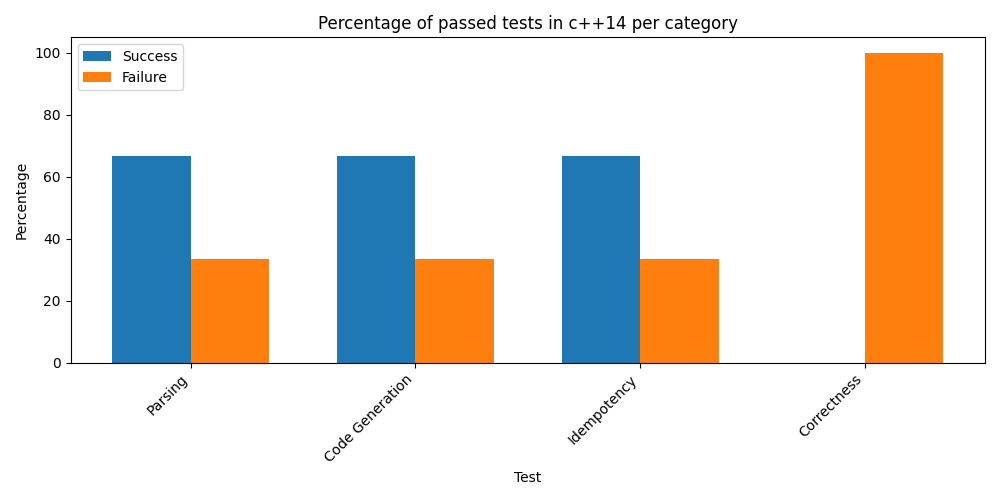 Percentage of passed tests in c++14 per category
Success
Failure
Percentage
100
80
60
40
20
0
Parsing
Code Generation
Idempotency
Correctness
Test